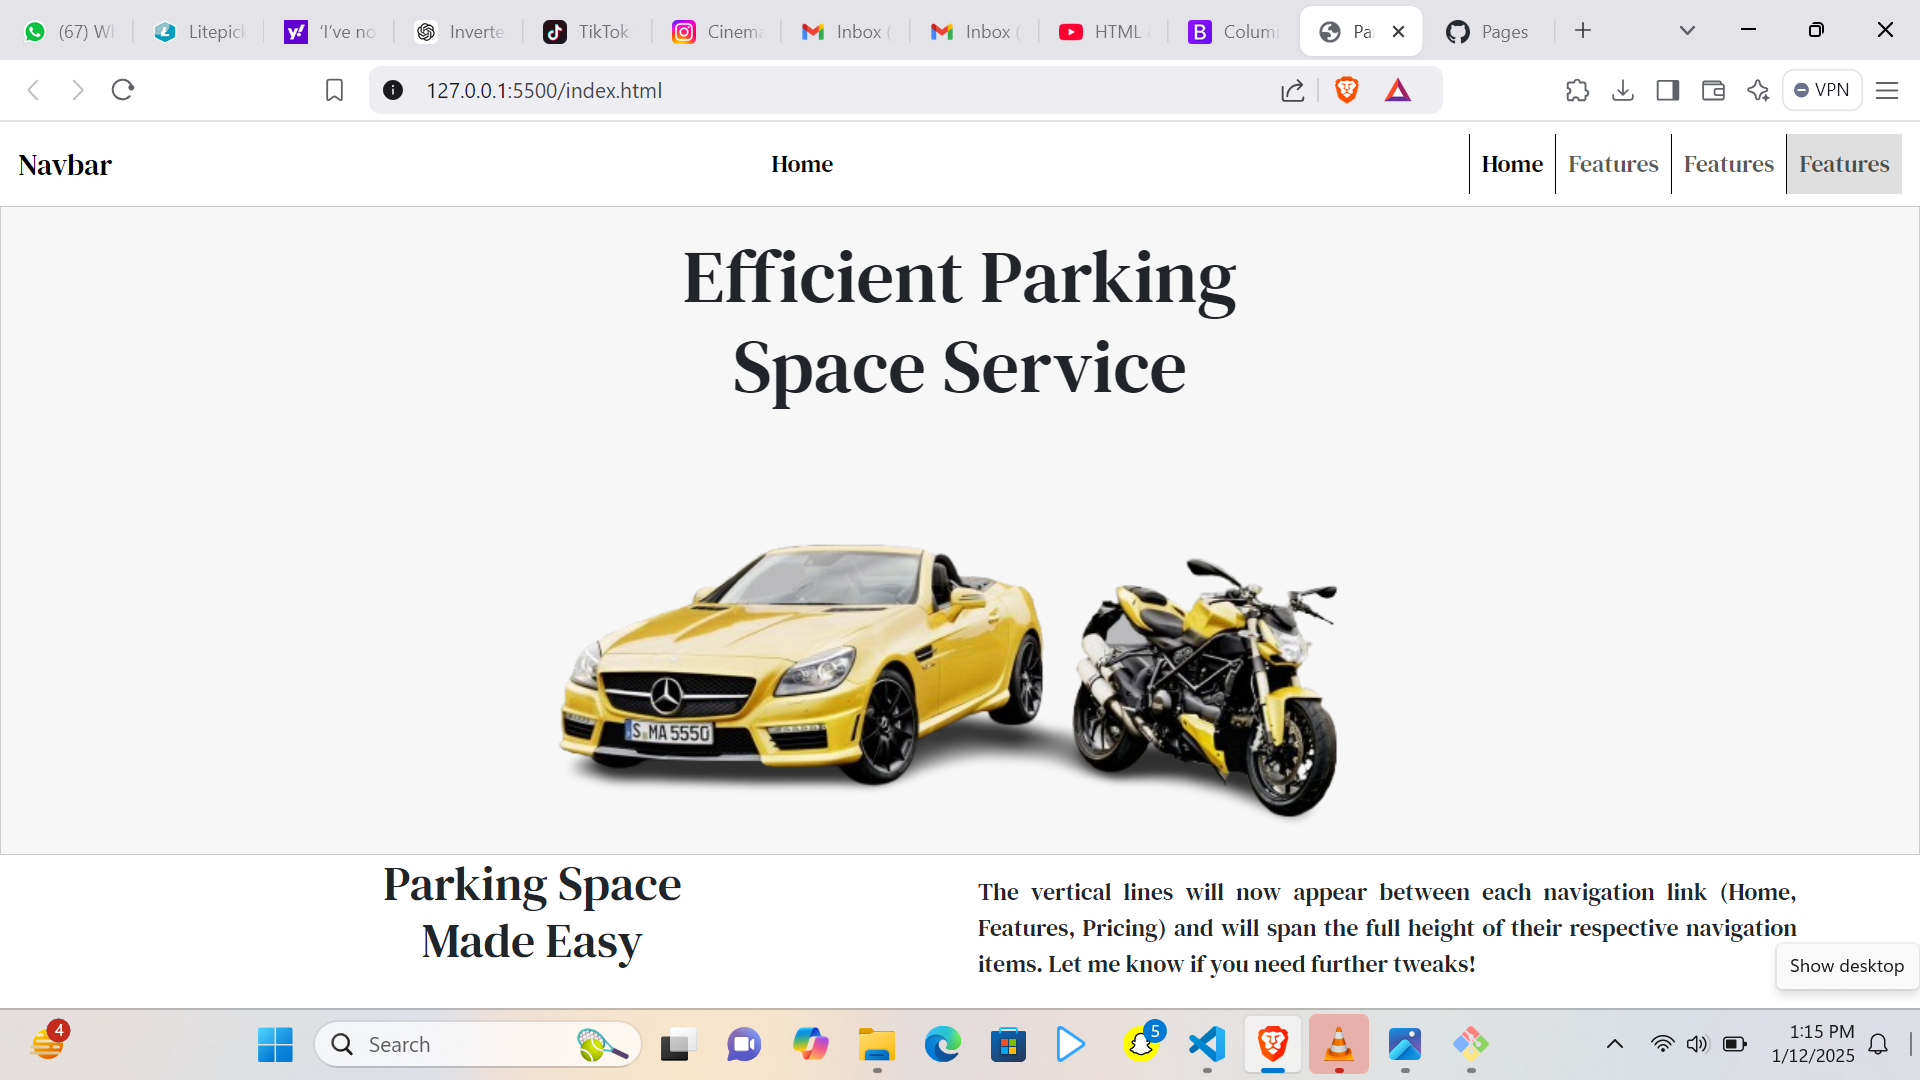 (67) W
Litepic
'I've no
Inverte
TikTok
Cinema
Inbox (
Inbox (
HTML
Colum
Pa
Pages
127.0.0.1:5500/index.html
VPN
Navbar
Home
Home
Features
Features
Features
Efficient Parking
Space Service
S MA 5550
Parking Space
Made Easy
The vertical lines will now appear between each navigation link (Home,
Features, Pricing) and will span the full height of their respective navigation
items. Let me know if you need further tweaks!
Show desktop
4
Search
5
1:15 PM
1/12/2025